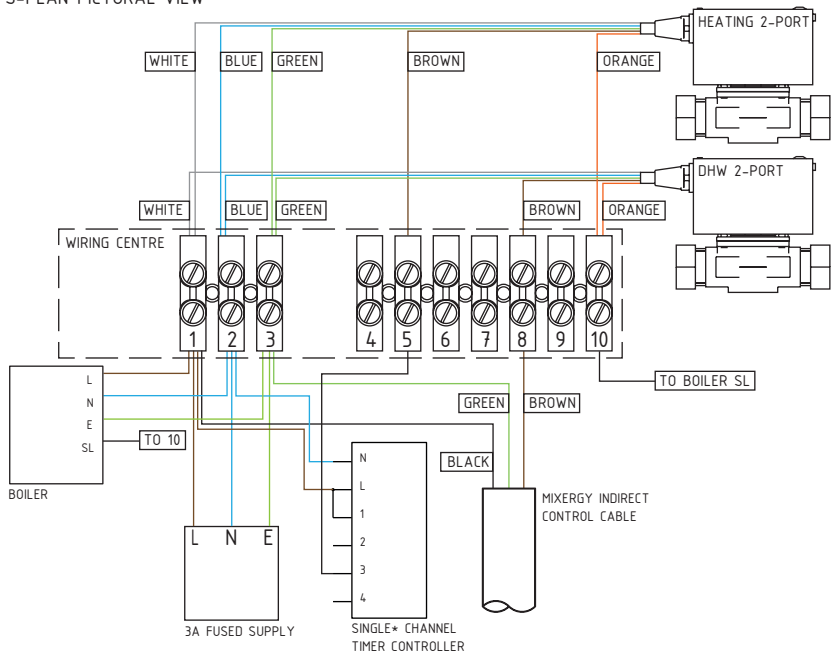 S-PLAN PICTORAL VIEW
HEATING 2-PORT
WHITE
BLUE
GREEN
BROWN
ORANGE
DHW 2-PORT
WHITE
BLUE
GREEN
BROWN
ORANGE
WIRING CENTRE
1
2
3
4
5
6
7
8
9
10
L
N
E
SL
BOILER
TO 10
TO BOILER SL
GREEN
BROWN
BLACK
MIXERGY INDIRECT
CONTROL CABLE
L N E
3A FUSED SUPPLY
N
L
1
2
3
4
SINGLE* CHANNEL
TIMER CONTROLLER